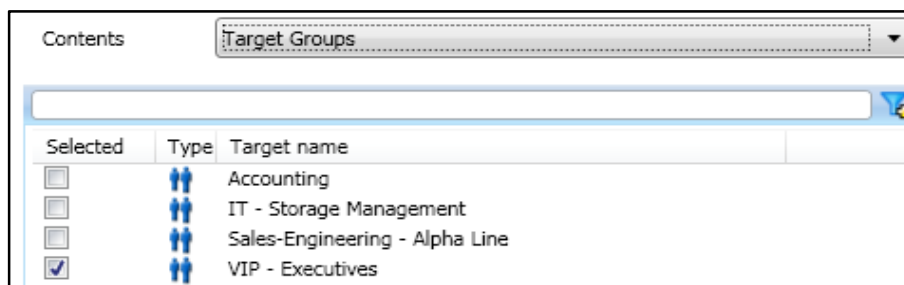 Contents Target Groups
Selected Type Target name
Accounting
IT - Storage Management
Sales-Engineering - Alpha Line
VIP - Executives